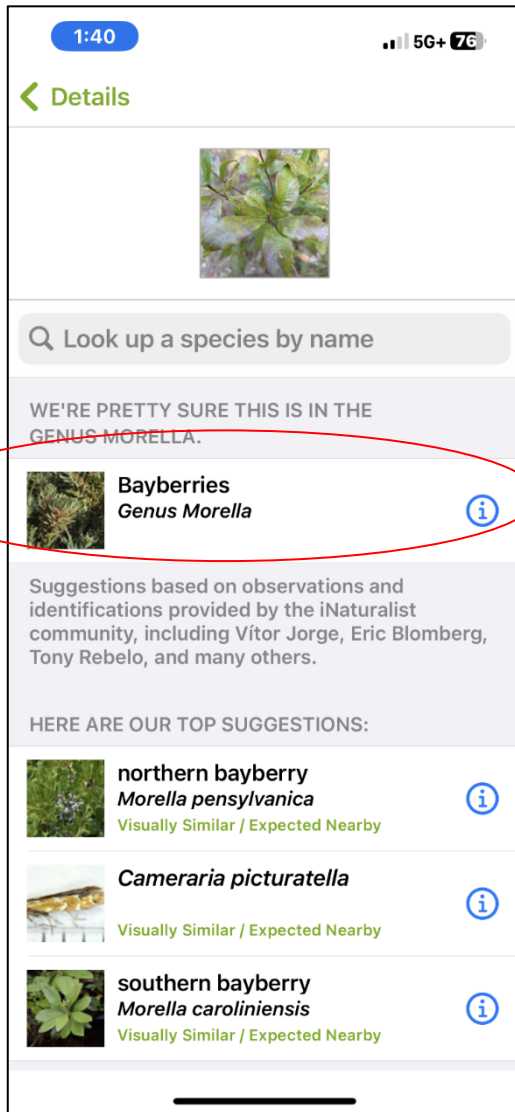 1:40
5G+ 76
Details
Look up a species by name
WE'RE PRETTY SURE THIS IS IN THE
GENUS MORELLA.
Bayberries
Genus Morella
Suggestions based on observations and
identifications provided by the iNaturalist
community, including Vítor Jorge, Eric Blomberg,
Tony Rebelo, and many others.
HERE ARE OUR TOP SUGGESTIONS:
northern bayberry
Morella pensylvanica
Visually Similar / Expected Nearby
Cameraria picturatella
Visually Similar / Expected Nearby
southern bayberry
Morella caroliniensis
Visually Similar / Expected Nearby